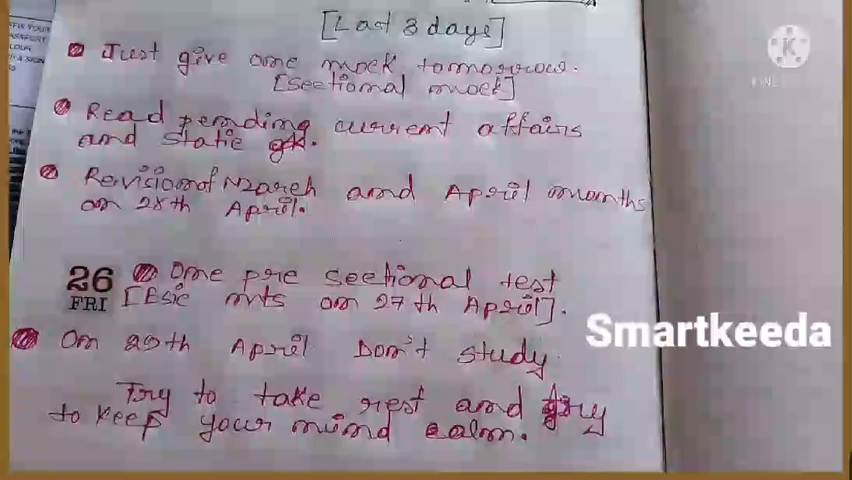 [Last 3 days]
Just give one mock tomorrow.
[Sectional mock]
Read pending current affairs
and static gk.
Revision of March and April months
on 28th April.
26 One pre sectional test
FRI [Esic mts on 27th April].
Smartkeeda
On 29th April Don't study.
Try to take rest and try
to keep your mind calm.
K